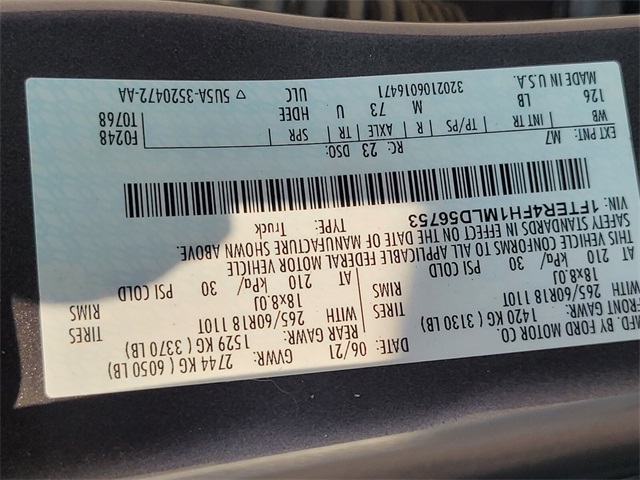 MFD. BY FORD MOTOR CO.
DATE: 06/21 GVWR: 2744 KG ( 6050 LB)
FRONT GAWR: REAR GAWR:
1420 KG ( 3130 LB) 1529 KG ( 3370 LB)
265/60R18 110T TIRES WITH 265/60R18 110T TIRES
18x8.0J RIMS 18x8.0J RIMS
AT 210 kPa/ 30 PSI COLD AT 210 kPa/ 30 PSI COLD
THIS VEHICLE CONFORMS TO ALL APPLICABLE FEDERAL MOTOR VEHICLE
SAFETY STANDARDS IN EFFECT ON THE DATE OF MANUFACTURE SHOWN ABOVE.
VIN: 1FTER4FH1MLD56753 TYPE: Truck
EXT PNT: M7 RC: 23 DSO:
WB INT TR TP/PS R AXLE TR SPR F0248
126 LB M 73 U HDEE T0768
MADE IN U.S.A. 3202106016471 ULC ▽ 5U5A-3520472-AA